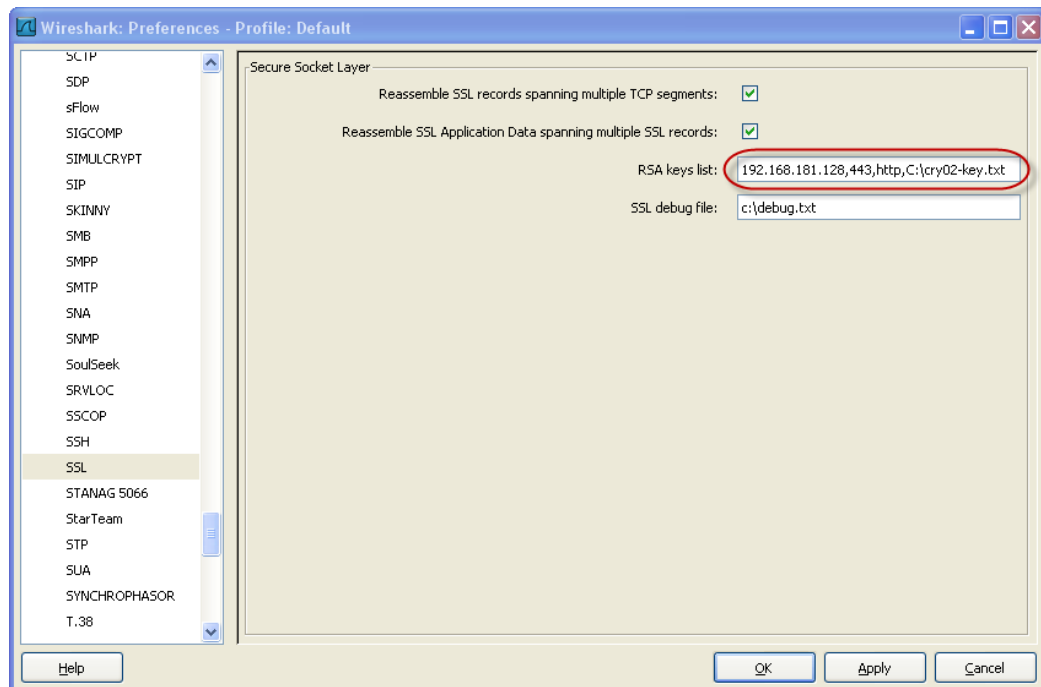 Wireshark: Preferences - Profile: Default
SCTP
SDP
sFlow
SIGCOMP
SIMULCRYPT
SIP
SKINNY
SMB
SMPP
SMTP
SNA
SNMP
SoulSeek
SRVLOC
SSCOP
SSH
SSL
STANAG 5066
StarTeam
STP
SUA
SYNCHROPHASOR
T.38
Secure Socket Layer
Reassemble SSL records spanning multiple TCP segments:
Reassemble SSL Application Data spanning multiple SSL records:
RSA keys list: 192.168.181.128,443,http,C:\cry02-key.txt
SSL debug file: c:\debug.txt
Help OK Apply Cancel